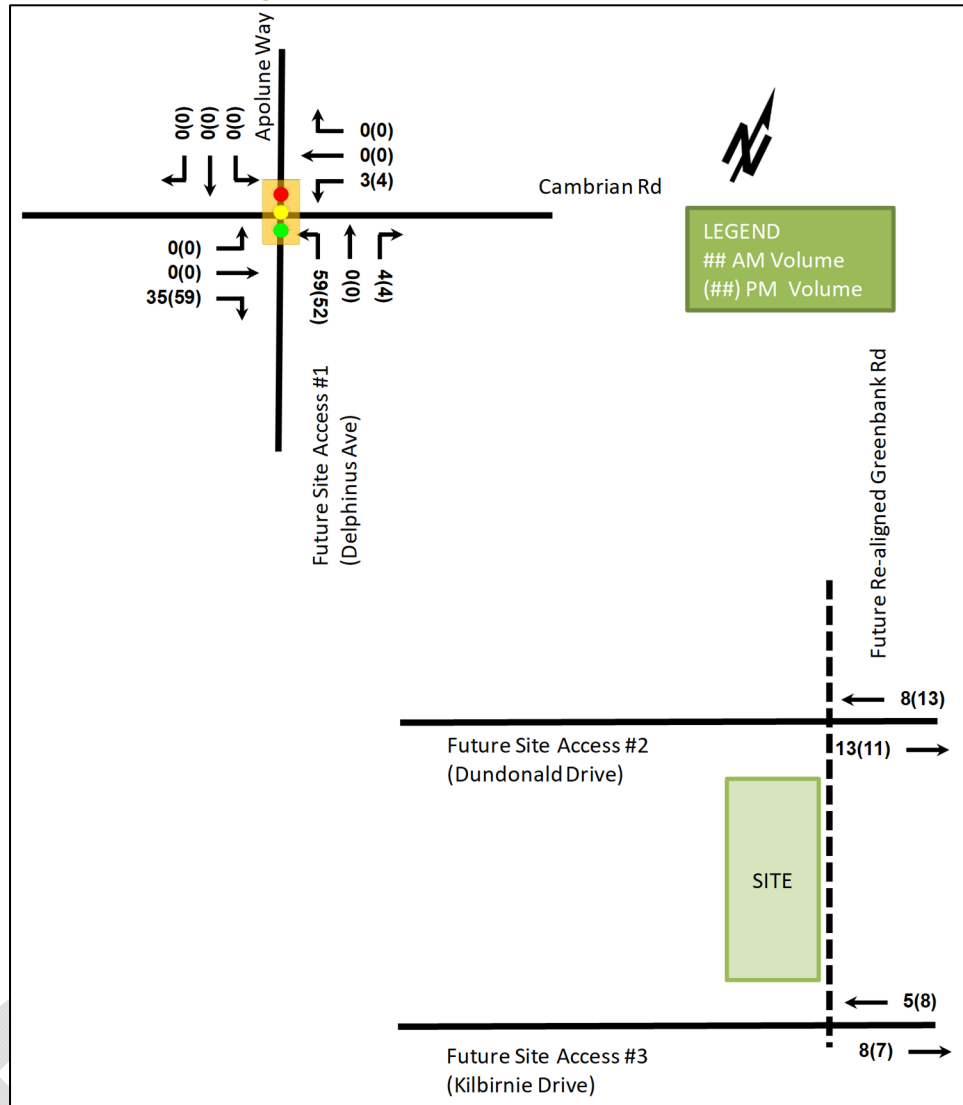 Apolune Way
0(0)
0(0)
0(0)
0(0)
0(0)
3(4)
Cambrian Rd
N
LEGEND
## AM Volume
(##) PM Volume
0(0)
0(0)
35(59)
59(52)
0(0)
4(4)
Future Site Access #1
(Delphinus Ave)
Future Re-aligned Greenbank Rd
8(13)
Future Site Access #2
(Dundonald Drive)
13(11)
SITE
5(8)
Future Site Access #3
(Kilbirnie Drive)
8(7)